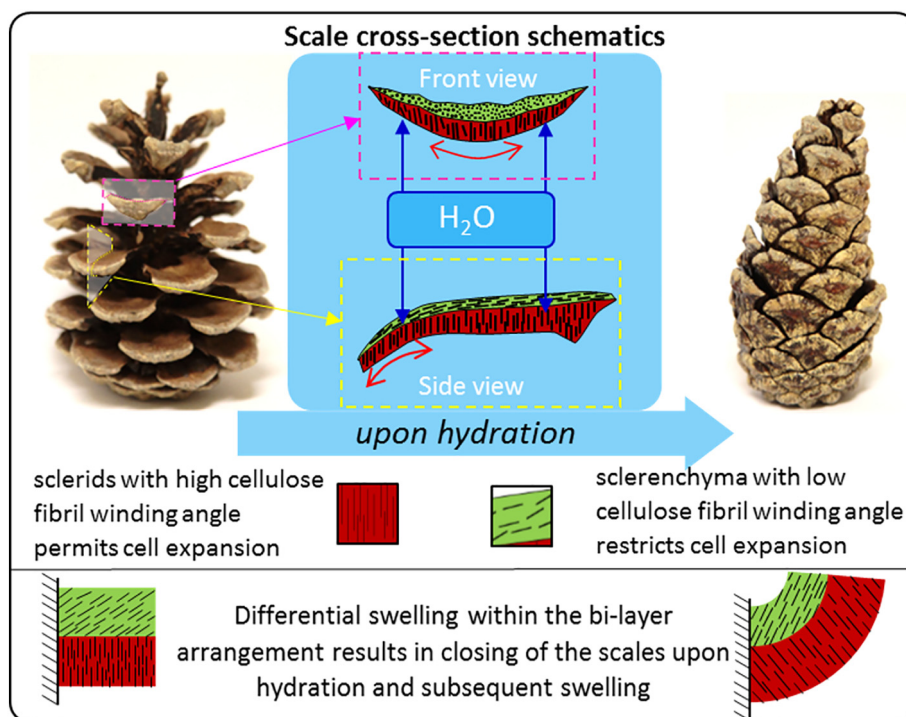 Scale cross-section schematics
Front view
H₂O
Side view
upon hydration
sclerids with high cellulose
fibril winding angle
permits cell expansion
sclerenchyma with low
cellulose fibril winding angle
restricts cell expansion
Differential swelling within the bi-layer
arrangement results in closing of the scales upon
hydration and subsequent swelling